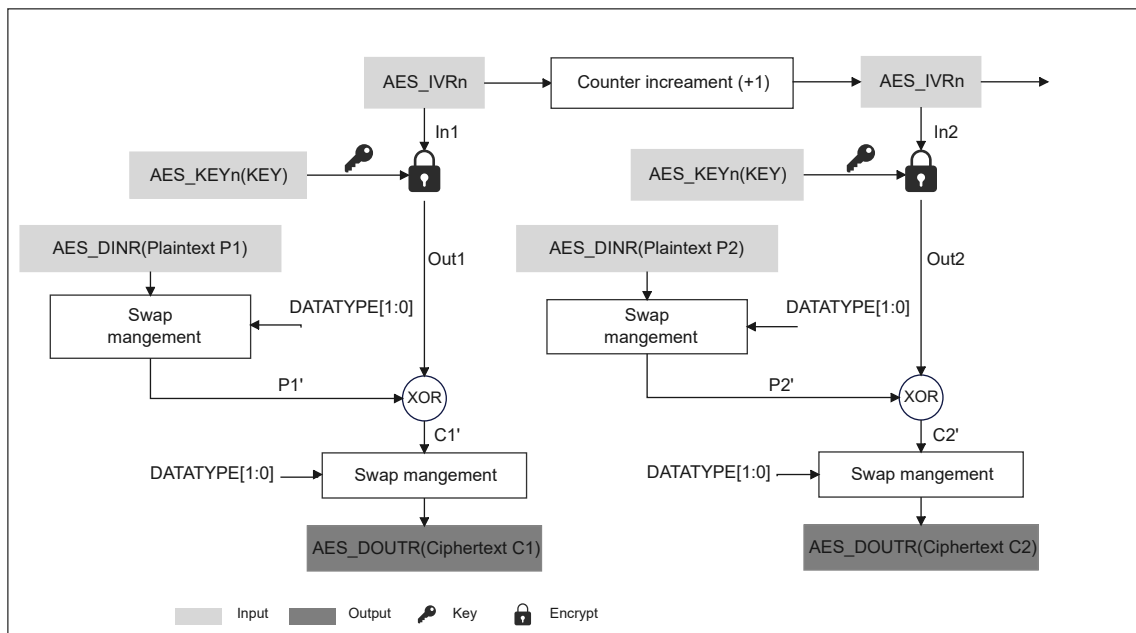 AES_IVRn
Counter increament (+1)
AES_IVRn
In1
In2
AES_KEYn(KEY)
AES_KEYn(KEY)
AES_DINR(Plaintext P1)
Out1
AES_DINR(Plaintext P2)
Out2
Swap
mangement
DATATYPE[1:0]
Swap
mangement
DATATYPE[1:0]
P1'
XOR
P2'
XOR
C1'
C2'
DATATYPE[1:0]
Swap mangement
DATATYPE[1:0]
Swap mangement
AES_DOUTR(Ciphertext C1)
AES_DOUTR(Ciphertext C2)
Input
Output
Key
Encrypt